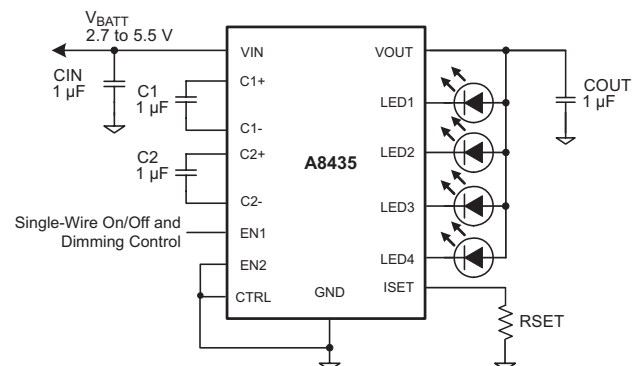 VBATT
2.7 to 5.5 V
CIN
1 µF
C1
1 µF
C2
1 µF
Single-Wire On/Off and
Dimming Control
VIN
C1+
C1-
C2+
C2-
EN1
EN2
CTRL
A8435
GND
VOUT
LED1
LED2
LED3
LED4
ISET
COUT
1 µF
RSET